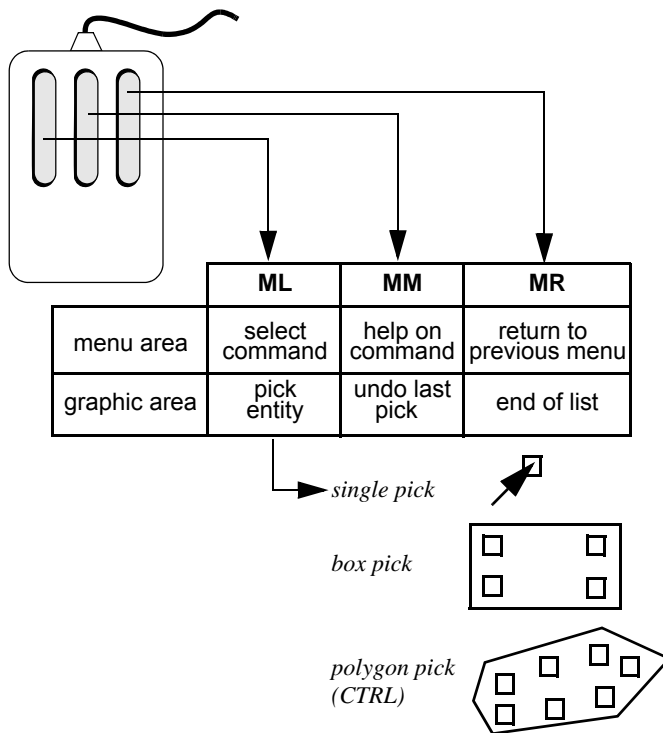 ML MM MR
menu area select command help on command return to previous menu
graphic area pick entity undo last pick end of list
single pick
box pick
polygon pick
(CTRL)